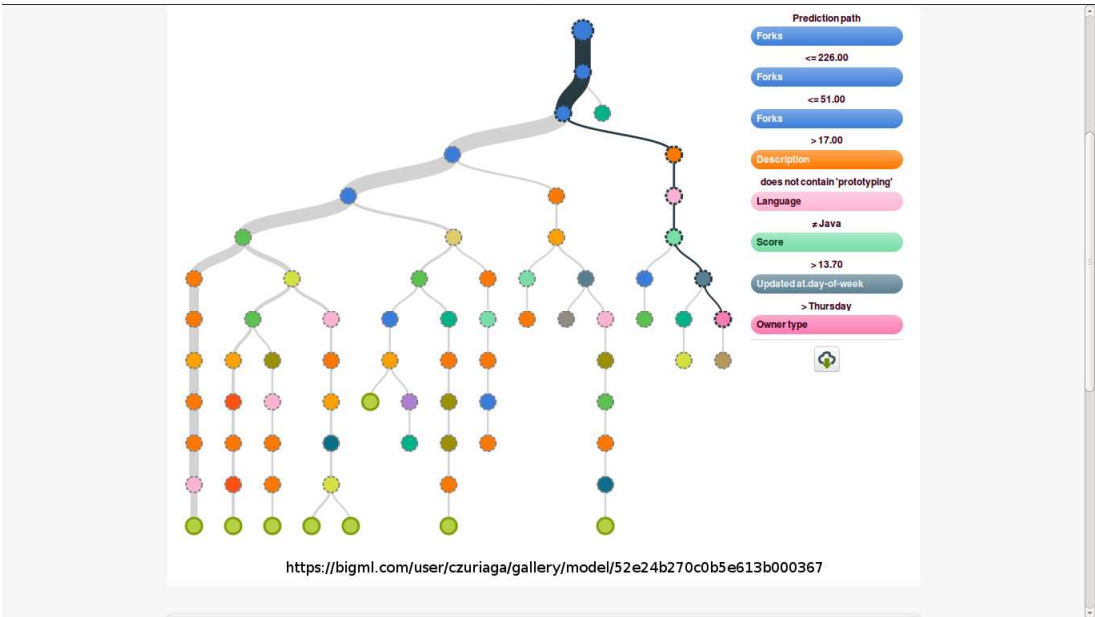 Prediction path
Forks
<= 226.00
Forks
<= 51.00
Forks
> 17.00
Description
does not contain 'prototyping'
Language
≠ Java
Score
> 13.70
Updated at.day-of-week
> Thursday
Owner type
https://bigml.com/user/czuriaga/gallery/model/52e24b270c0b5e613b000367